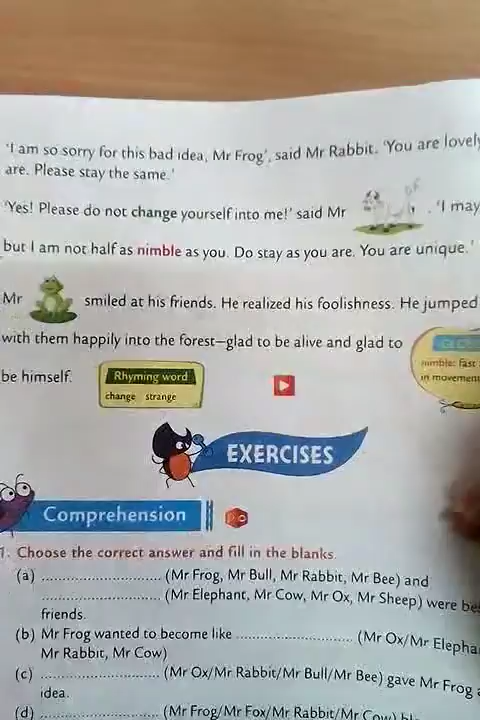 'I am so sorry for this bad idea, Mr Frog', said Mr Rabbit. 'You are lovely
are. Please stay the same.'
'Yes! Please do not change yourself into me!' said Mr . 'I may
but I am not half as nimble as you. Do stay as you are. You are unique.'
Mr smiled at his friends. He realized his foolishness. He jumped
with them happily into the forest—glad to be alive and glad to
nimble: fast
in movement
be himself.
Rhyming word
change strange
EXERCISES
Comprehension
1. Choose the correct answer and fill in the blanks.
(a) .............................. (Mr Frog, Mr Bull, Mr Rabbit, Mr Bee) and
.............................. (Mr Elephant, Mr Cow, Mr Ox, Mr Sheep) were be
friends.
(b) Mr Frog wanted to become like .............................. (Mr Ox/Mr Elepha
Mr Rabbit, Mr Cow)
(c) .............................. (Mr Ox/Mr Rabbit/Mr Bull/Mr Bee) gave Mr Frog a
idea.
(d) .............................. (Mr Frog/Mr Fox/Mr Rabbit/Mr Cow)